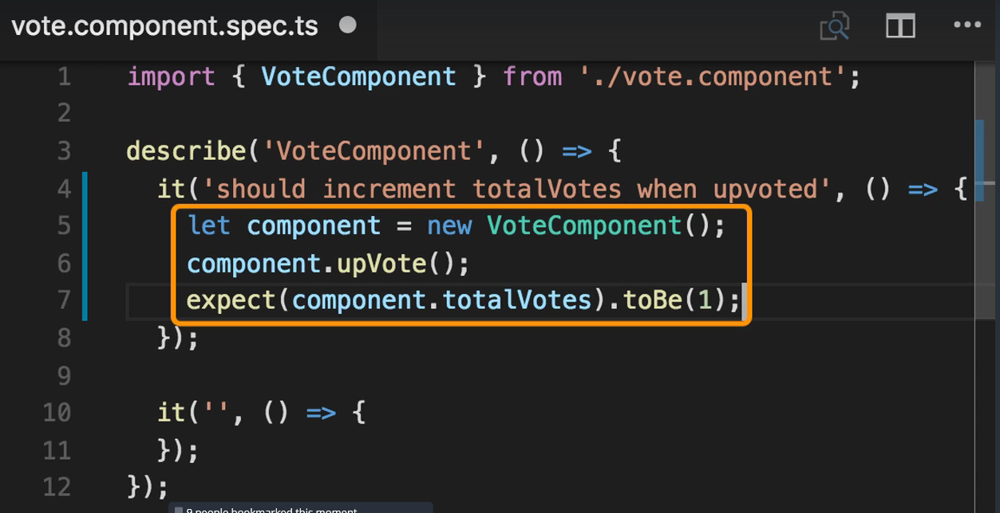 vote.component.spec.ts
1 import { VoteComponent } from './vote.component';
2
3 describe('VoteComponent', () => {
4 it('should increment totalVotes when upvoted', () => {
5 let component = new VoteComponent();
6 component.upVote();
7 expect(component.totalVotes).toBe(1);
8 });
9
10 it('', () => {
11 });
12 });
9 people bookmarked this moment